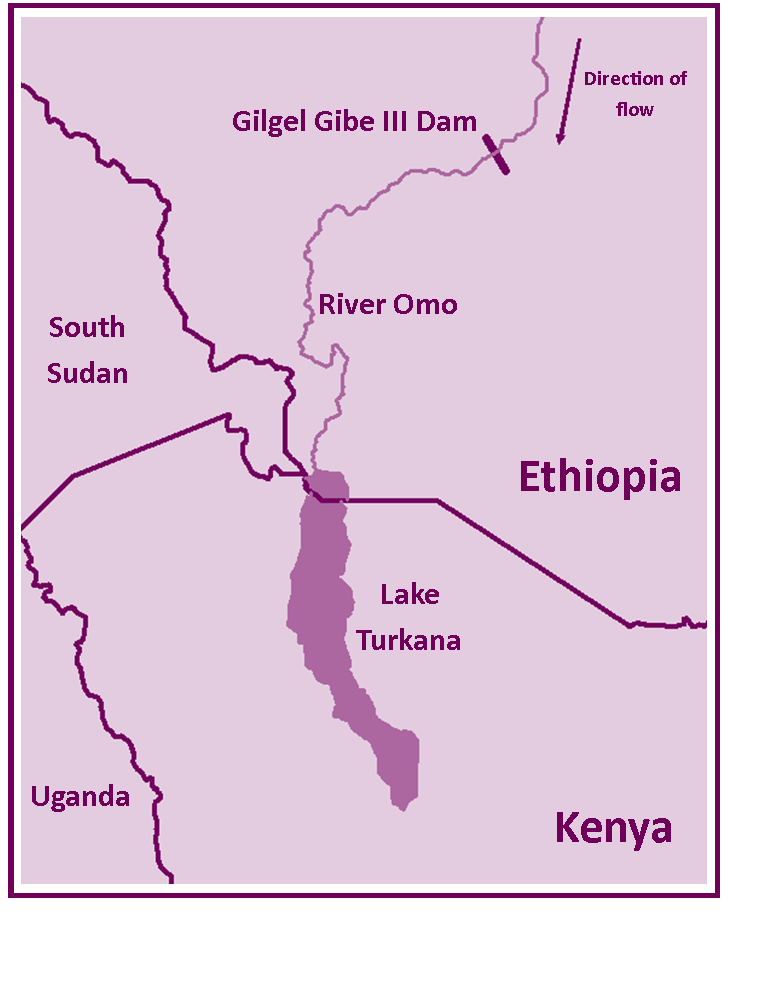 Direction of
flow
Gilgel Gibe III Dam
River Omo
South
Sudan
Ethiopia
Lake
Turkana
Uganda
Kenya